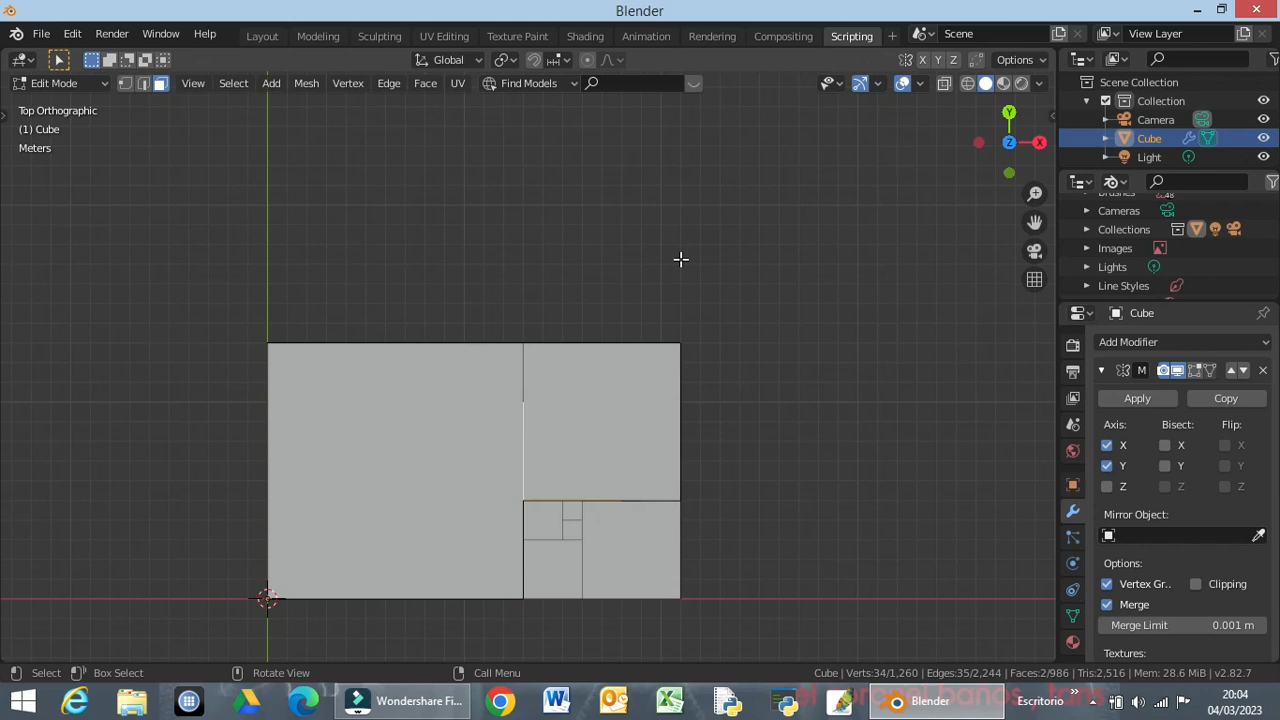 Blender
File Edit Render Window Help Layout Modeling Sculpting UV Editing Texture Paint Shading Animation Rendering Compositing Scripting + Scene View Layer
Global X Y Z Options
Edit Mode View Select Add Mesh Vertex Edge Face UV Find Models
Top Orthographic
(1) Cube
Meters
Y
Z X
Scene Collection
Collection
Camera
Cube
Light
Cameras
Collections
Images
Lights
Line Styles
Cube
Add Modifier
M
Apply Copy
Axis: Bisect: Flip:
X X X
Y Y Y
Z Z Z
Mirror Object:
Options:
Vertex Gr... Clipping
Merge
Merge Limit 0.001 m
Textures:
Select Box Select Rotate View Call Menu Cube | Verts:34/1,260 | Edges:35/2,244 | Faces:2/986 | Tris:2,516 | Mem: 28.6 MiB | v2.82.7
Wondershare Fi... Blender Escritorio 20:04
04/03/2023